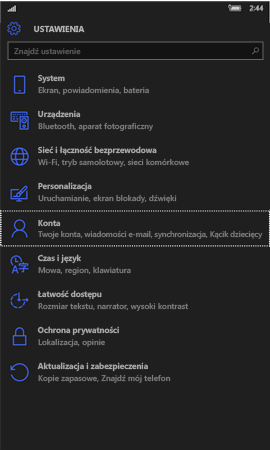 2:44
USTAWIENIA
Znajdź ustawienie
System
Ekran, powiadomienia, bateria
Urządzenia
Bluetooth, aparat fotograficzny
Sieć i łączność bezprzewodowa
Wi-Fi, tryb samolotowy, sieci komórkowe
Personalizacja
Uruchamianie, ekran blokady, dźwięki
Konta
Twoje konta, wiadomości e-mail, synchronizacja, Kącik dziecięcy
Czas i język
Mowa, region, klawiatura
Łatwość dostępu
Rozmiar tekstu, narrator, wysoki kontrast
Ochrona prywatności
Lokalizacja, opinie
Aktualizacja i zabezpieczenia
Kopie zapasowe, Znajdź mój telefon